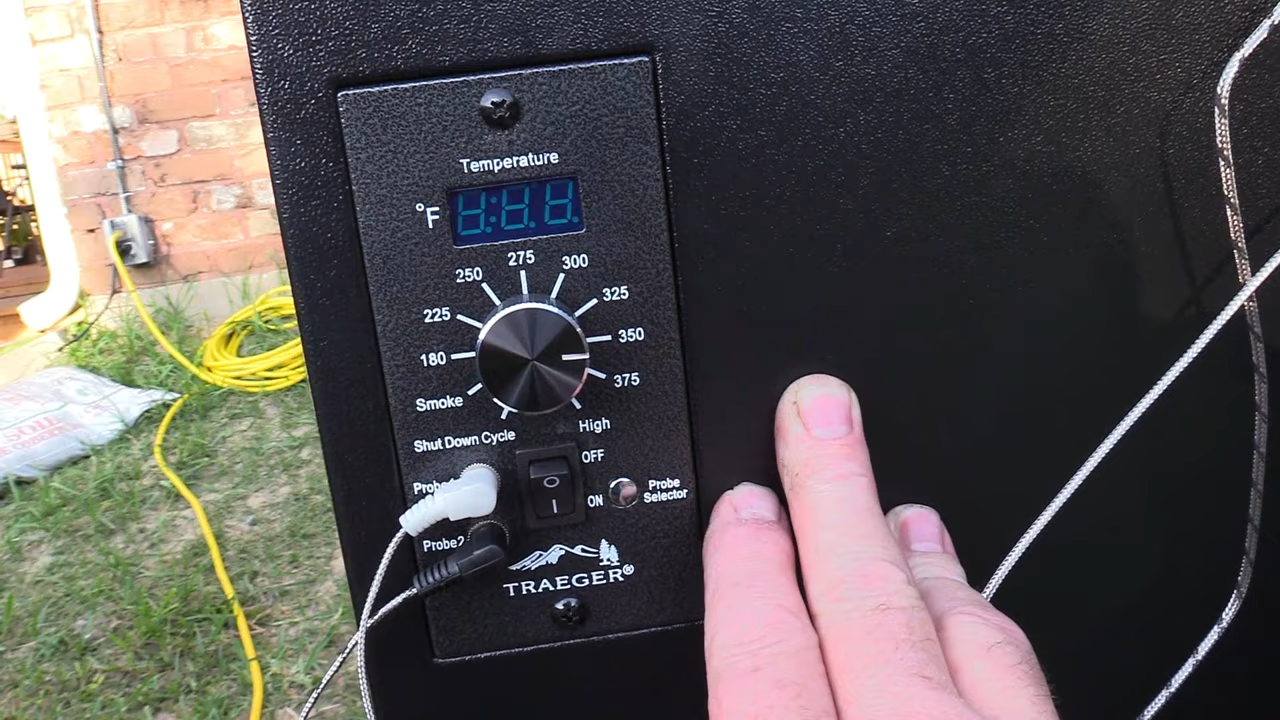 Temperature
°F
275
250
300
225
325
180
350
375
Smoke
High
Shut Down Cycle
OFF
ON
Probe
Selector
Probe2
TRAEGER®